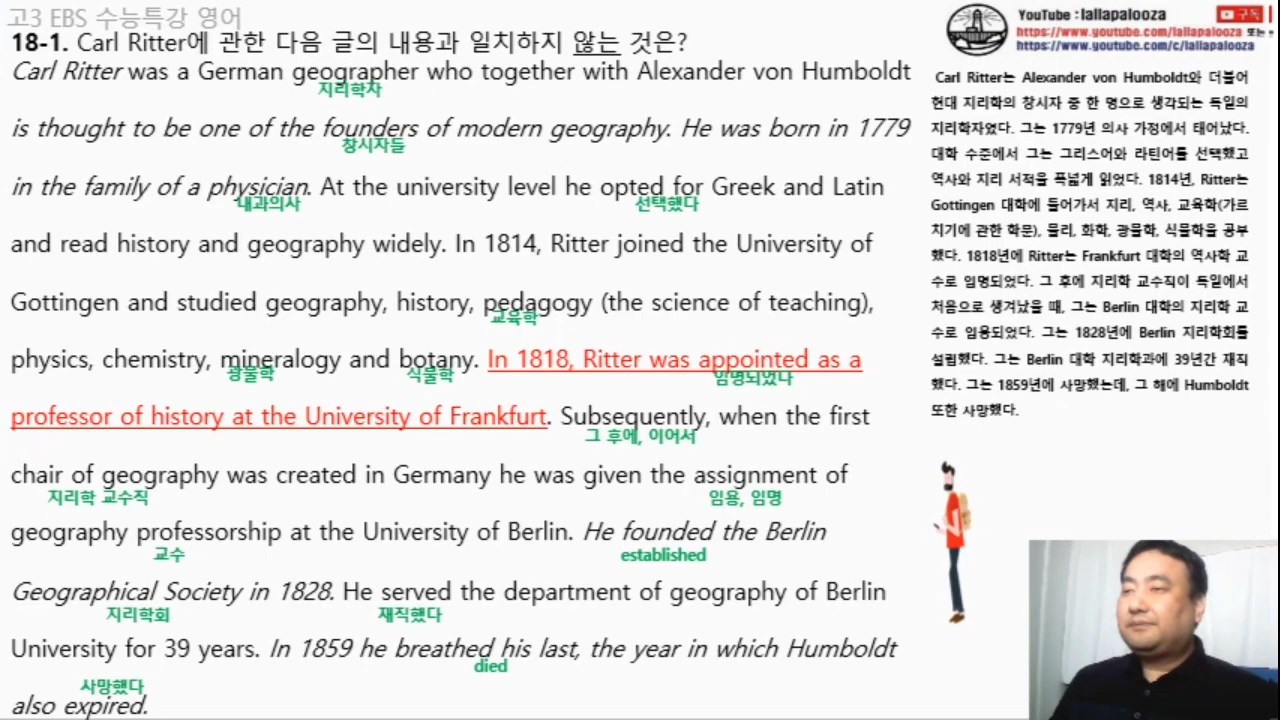 고3 EBS 수능특강 영어
18-1. Carl Ritter에 관한 다음 글의 내용과 일치하지 않는 것은?
Carl Ritter was a German geographer who together with Alexander von Humboldt
지리학자
is thought to be one of the founders of modern geography. He was born in 1779
창시자들
in the family of a physician. At the university level he opted for Greek and Latin
내과의사 선택했다
and read history and geography widely. In 1814, Ritter joined the University of
Gottingen and studied geography, history, pedagogy (the science of teaching),
교육학
physics, chemistry, mineralogy and botany. In 1818, Ritter was appointed as a
광물학 식물학 임명되었다
professor of history at the University of Frankfurt. Subsequently, when the first
그 후에, 이어서
chair of geography was created in Germany he was given the assignment of
지리학 교수직 임용, 임명
geography professorship at the University of Berlin. He founded the Berlin
교수 established
Geographical Society in 1828. He served the department of geography of Berlin
지리학회 재직했다
University for 39 years. In 1859 he breathed his last, the year in which Humboldt
died
사망했다
also expired.
YouTube : lallapalooza 구독
https://www.youtube.com/lallapalooza 또는
https://www.youtube.com/c/lallapalooza
Carl Ritter는 Alexander von Humboldt와 더불어
현대 지리학의 창시자 중 한 명으로 생각되는 독일의
지리학자였다. 그는 1779년 의사 가정에서 태어났다.
대학 수준에서 그는 그리스어와 라틴어를 선택했고
역사와 지리 서적을 폭넓게 읽었다. 1814년, Ritter는
Gottingen 대학에 들어가서 지리, 역사, 교육학(가르
치기에 관한 학문), 물리, 화학, 광물학, 식물학을 공부
했다. 1818년에 Ritter는 Frankfurt 대학의 역사학 교
수로 임명되었다. 그 후에 지리학 교수직이 독일에서
처음으로 생겨났을 때, 그는 Berlin 대학의 지리학 교
수로 임용되었다. 그는 1828년에 Berlin 지리학회를
설립했다. 그는 Berlin 대학 지리학과에 39년간 재직
했다. 그는 1859년에 사망했는데, 그 해에 Humboldt
또한 사망했다.